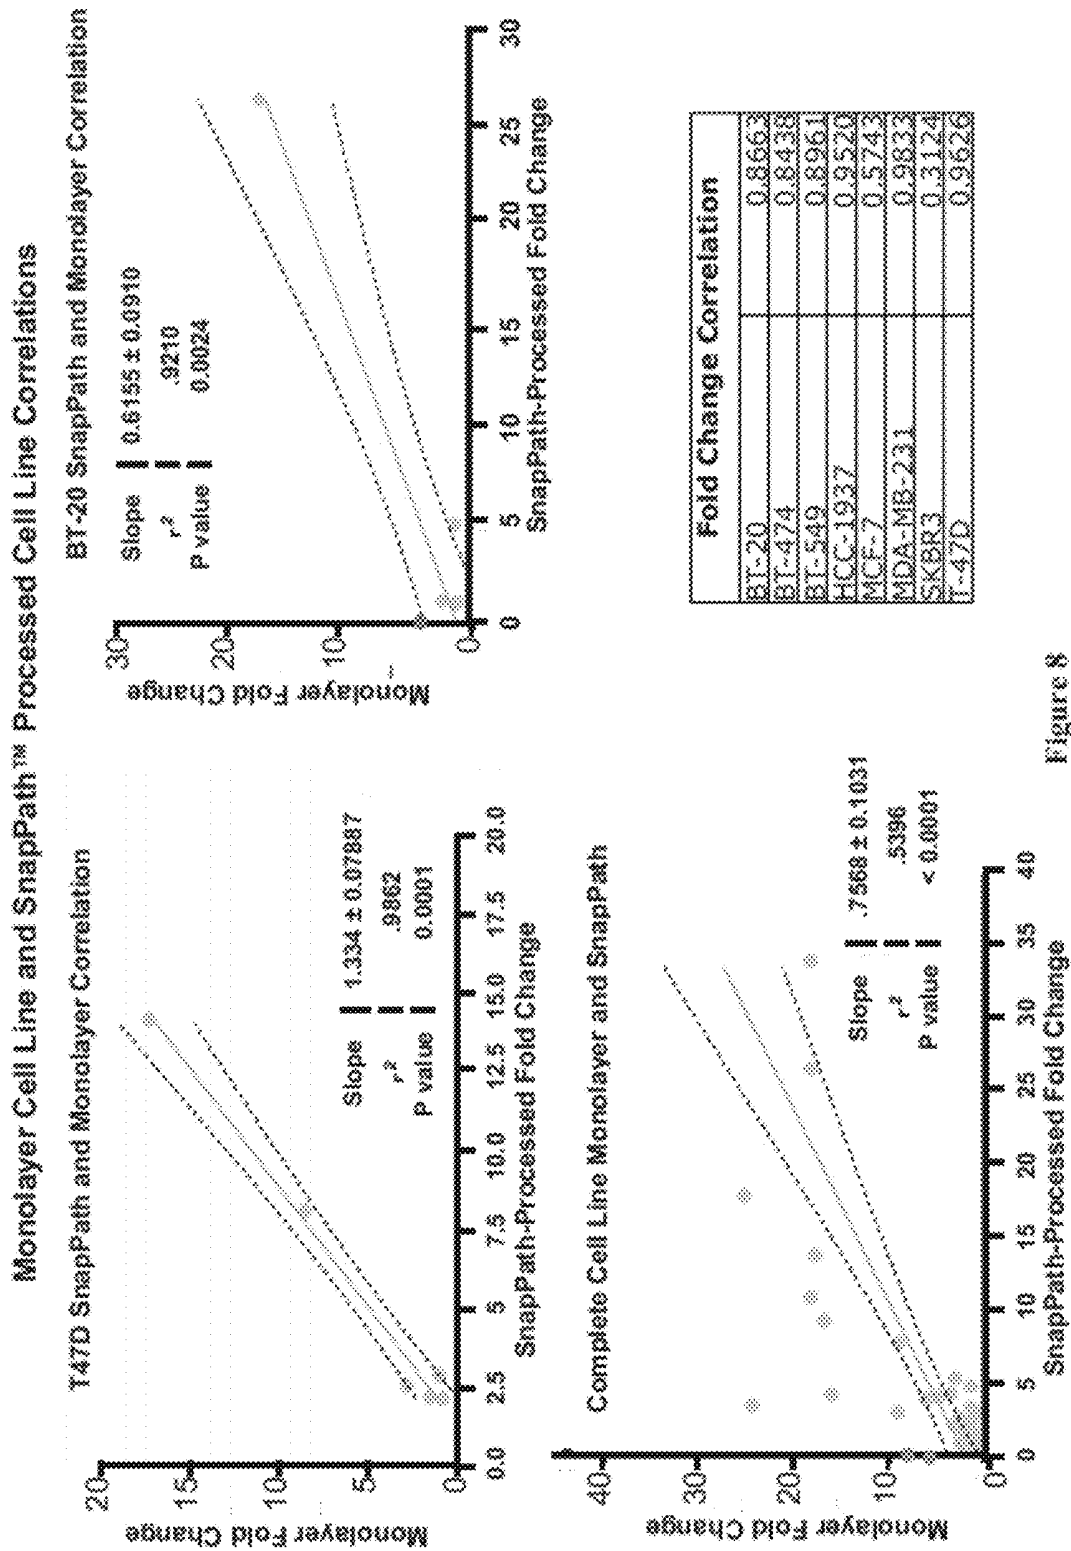 Monolayer Cell Line and SnapPath™ Processed Cell Line Correlations
T47D SnapPath and Monolayer Correlation
Monolayer Fold Change
20
15
10
5
0
0.0
2.5
5
7.5
10.0
12.5
15.0
17.5
20.0
SnapPath-Processed Fold Change
Slope 1.334 ± 0.07887
r² .9862
P value 0.0001
BT-20 SnapPath and Monolayer Correlation
Monolayer Fold Change
30
20
10
0
0
5
10
15
20
25
30
SnapPath-Processed Fold Change
Slope 0.6155 ± 0.0910
r² .9210
P value 0.0024
Complete Cell Line Monolayer and SnapPath
Monolayer Fold Change
40
30
20
10
0
0
5
10
15
20
25
30
35
40
SnapPath-Processed Fold Change
Slope .7568 ± 0.1031
r² .5396
P value < 0.0001
Fold Change Correlation
BT-20 0.8663
BT-474 0.8438
BT-549 0.8961
HCC-1937 0.9520
MCF-7 0.5743
MDA-MB-231 0.9833
SKBR3 0.3124
T-47D 0.9626
Figure 8